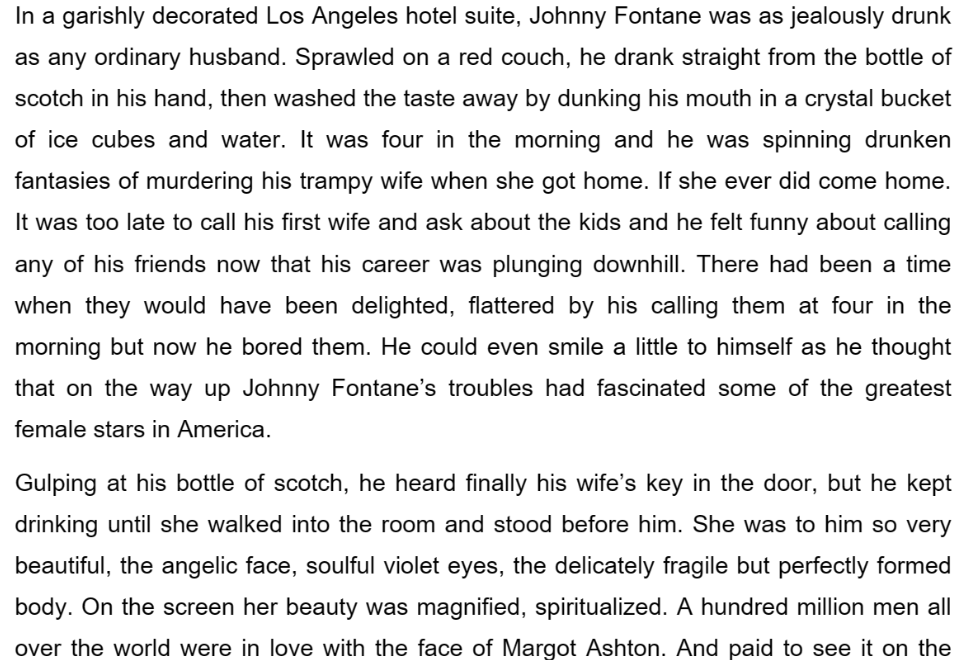 In a garishly decorated Los Angeles hotel suite, Johnny Fontane was as jealously drunk
as any ordinary husband. Sprawled on a red couch, he drank straight from the bottle of
scotch in his hand, then washed the taste away by dunking his mouth in a crystal bucket
of ice cubes and water. It was four in the morning and he was spinning drunken
fantasies of murdering his trampy wife when she got home. If she ever did come home.
It was too late to call his first wife and ask about the kids and he felt funny about calling
any of his friends now that his career was plunging downhill. There had been a time
when they would have been delighted, flattered by his calling them at four in the
morning but now he bored them. He could even smile a little to himself as he thought
that on the way up Johnny Fontane’s troubles had fascinated some of the greatest
female stars in America.
Gulping at his bottle of scotch, he heard finally his wife’s key in the door, but he kept
drinking until she walked into the room and stood before him. She was to him so very
beautiful, the angelic face, soulful violet eyes, the delicately fragile but perfectly formed
body. On the screen her beauty was magnified, spiritualized. A hundred million men all
over the world were in love with the face of Margot Ashton. And paid to see it on the